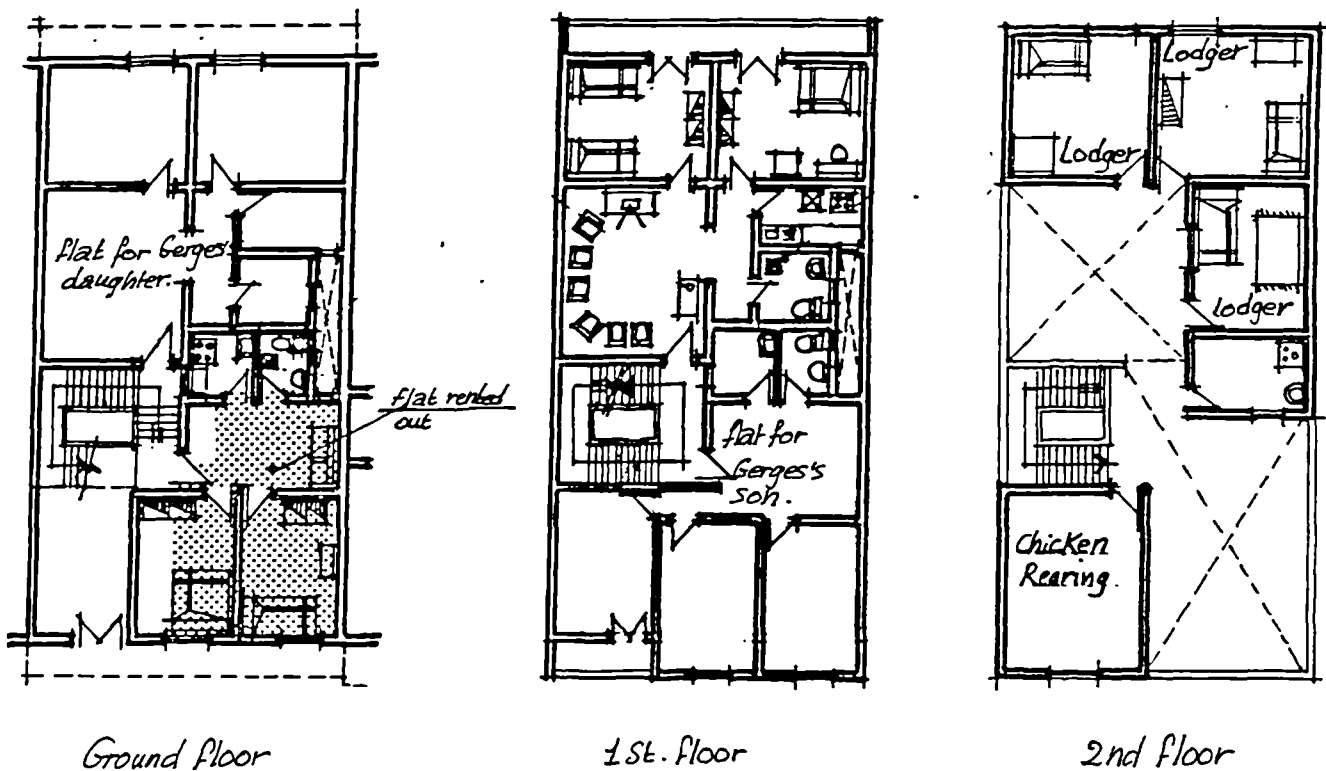 flat for Gerges'
daughter.
flat rented
out
Ground floor
flat for
Gerges's
son.
1st. floor
Lodger
Lodger
Lodger
Chicken
Rearing.
2nd floor